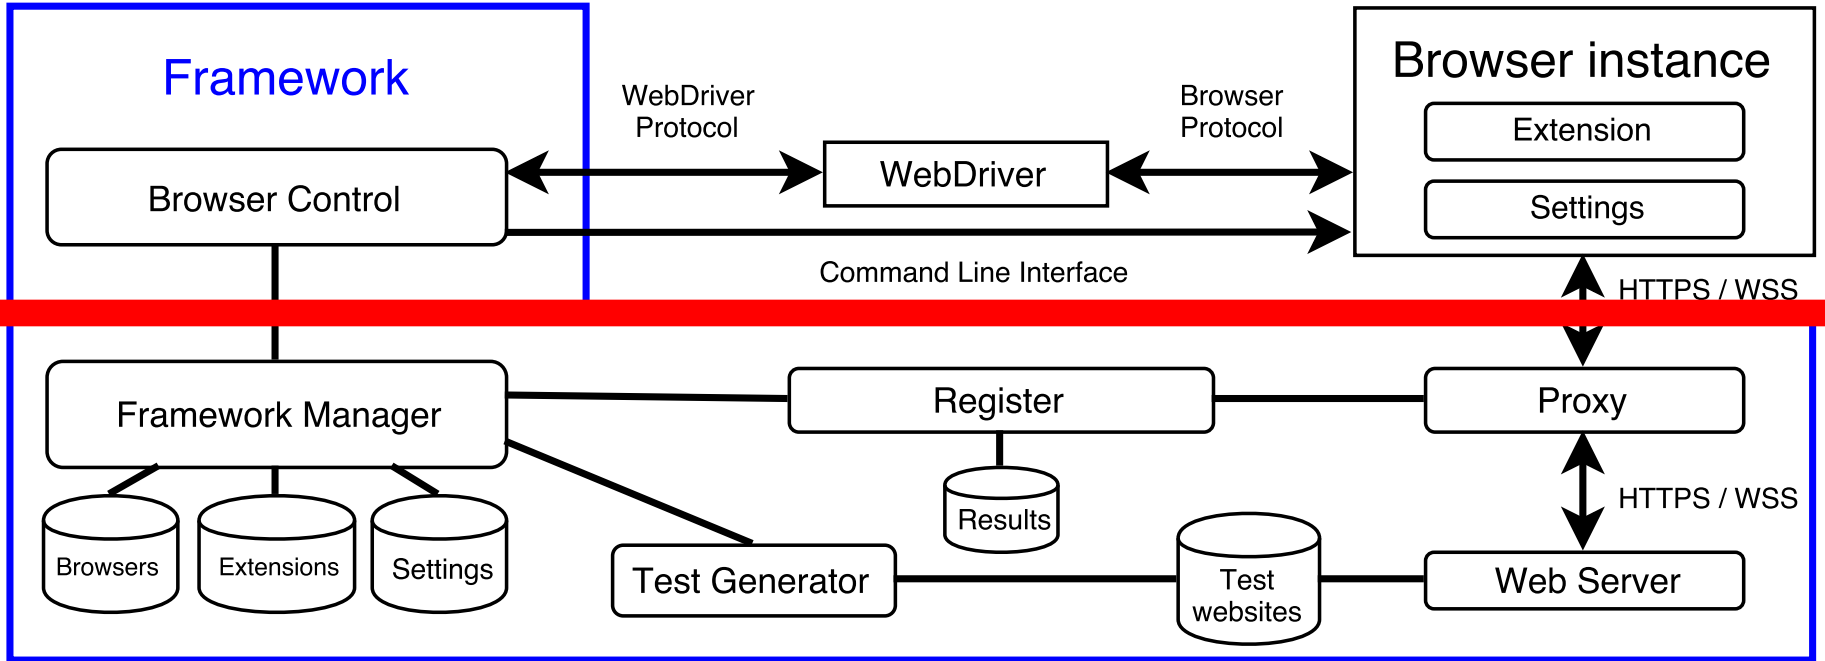 Framework
WebDriver
Protocol
Browser
Protocol
Browser instance
Extension
Settings
Browser Control
WebDriver
Command Line Interface
HTTPS / WSS
Framework Manager
Register
Proxy
Browsers
Extensions
Settings
Results
HTTPS / WSS
Test Generator
Test
websites
Web Server